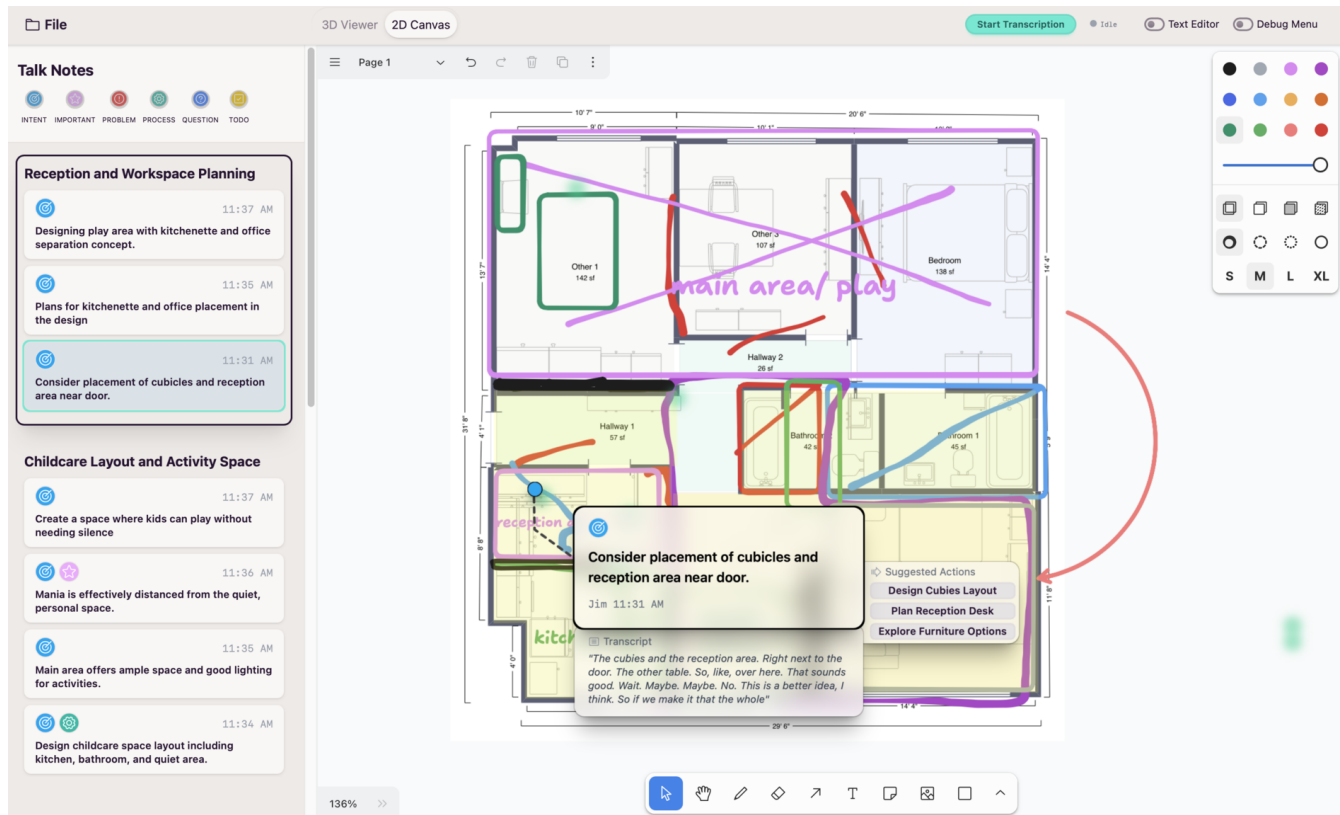 File
3D Viewer
2D Canvas
Start Transcription
Idle
Text Editor
Debug Menu
Talk Notes
INTENT
IMPORTANT
PROBLEM
PROCESS
QUESTION
TODO
Reception and Workspace Planning
11:37 AM
Designing play area with kitchenette and office
separation concept.
11:35 AM
Plans for kitchenette and office placement in
the design
11:31 AM
Consider placement of cubicles and reception
area near door.
Childcare Layout and Activity Space
11:37 AM
Create a space where kids can play without
needing silence
11:36 AM
Mania is effectively distanced from the quiet,
personal space.
11:35 AM
Main area offers ample space and good lighting
for activities.
11:34 AM
Design childcare space layout including
kitchen, bathroom, and quiet area.
Page 1
10' 7"
20' 6"
9' 0"
10' 1"
13' 7"
14' 4"
Other 1
142 sf
Other 3
107 sf
Bedroom
138 sf
main area/ play
Hallway 2
26 sf
31' 8"
4' 1"
Hallway 1
57 sf
42 sf
45 sf
8' 8"
reception
11' 8"
4' 0"
14' 4"
29' 6"
Consider placement of cubicles and
reception area near door.
Jim 11:31 AM
Transcript
"The cubies and the reception area. Right next to the
door. The other table. So, like, over here. That sounds
good. Wait. Maybe. Maybe. No. This is a better idea, I
think. So if we make it that the whole"
Suggested Actions
Design Cubies Layout
Plan Reception Desk
Explore Furniture Options
S
M
L
XL
136%
T